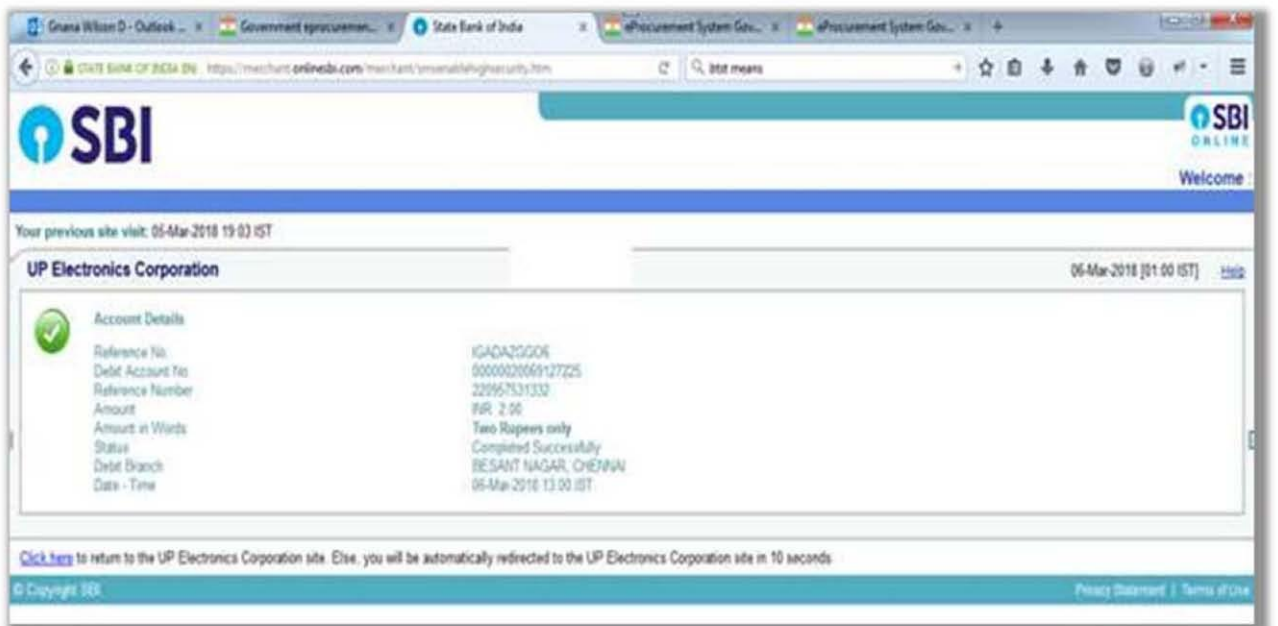 Gnana Wilson D - Outlook ... Government eprocuremen... State Bank of India eProcurement System Gov... eProcurement System Gov...
STATE BANK OF INDIA (IN) https://merchant.onlinesbi.com/merchant/ means
SBI
SBI
ONLINE
Welcome :
Your previous site visit: 05-Mar-2018 19:03 IST
UP Electronics Corporation 06-Mar-2018 [01:00 IST] Help
Account Details
Reference No. IGADAZGGO6
Debit Account No 00000020069127225
Reference Number 220957531332
Amount INR 2.00
Amount in Words Two Rupees only
Status Completed Successfully
Debit Branch BESANT NAGAR, CHENNAI
Date - Time 06-Mar-2018 13:00 IST
Click here to return to the UP Electronics Corporation site. Else, you will be automatically redirected to the UP Electronics Corporation site in 10 seconds
© Copyright SBI Privacy Statement | Terms of Use